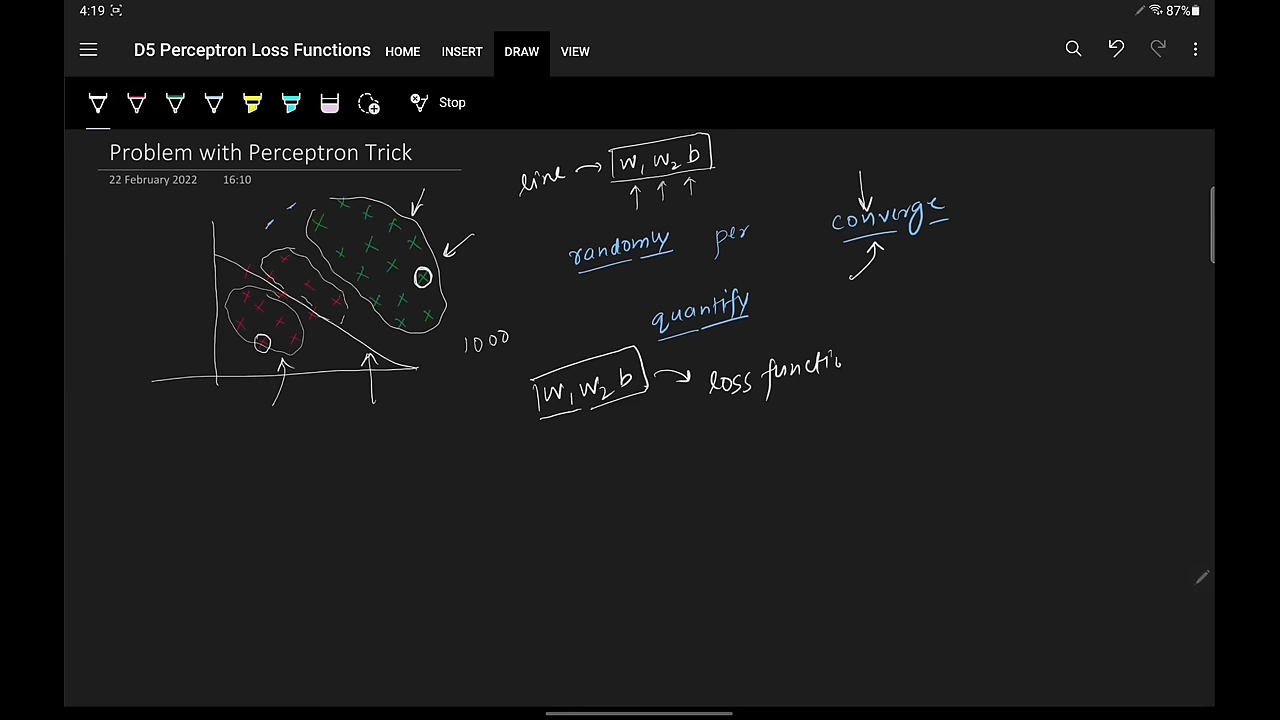 4:19 87%
D5 Perceptron Loss Functions HOME INSERT DRAW VIEW
Stop
Problem with Perceptron Trick
22 February 2022 16:10
line → w₁ w₂ b
converge
randomly per
quantify
1000
w₁ w₂ b → loss functio